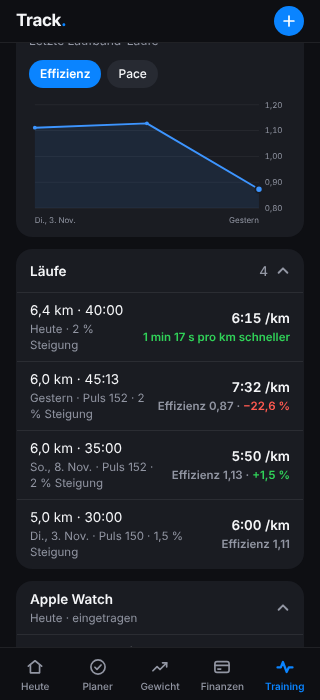 Track.
Letzte Laufband-Läufe
Effizienz
Pace
1,20
1,10
1,00
0,90
0,80
Di., 3. Nov.
Gestern
Läufe
4
6,4 km · 40:00
Heute · 2 %
Steigung
6:15 /km
1 min 17 s pro km schneller
6,0 km · 45:13
Gestern · Puls 152 · 2
% Steigung
7:32 /km
Effizienz 0,87 · −22,6 %
6,0 km · 35:00
So., 8. Nov. · Puls 152 ·
2 % Steigung
5:50 /km
Effizienz 1,13 · +1,5 %
5,0 km · 30:00
Di., 3. Nov. · Puls 150 · 1,5 %
Steigung
6:00 /km
Effizienz 1,11
Apple Watch
Heute · eingetragen
Heute
Planer
Gewicht
Finanzen
Training